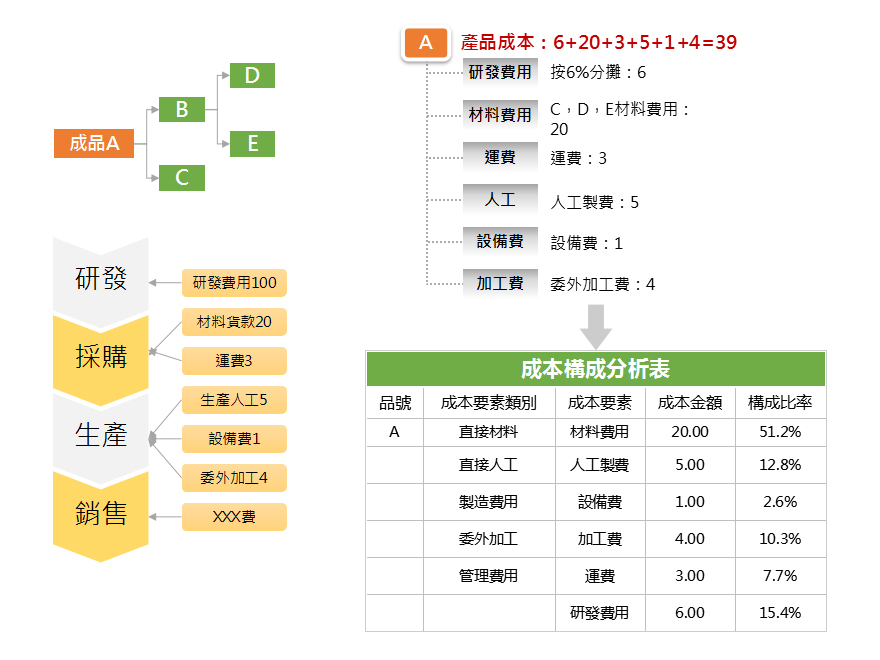 成品A
B
C
D
E
研發
採購
生產
銷售
研發費用100
材料貨款20
運費3
生產人工5
設備費1
委外加工4
XXX費
A
產品成本：6+20+3+5+1+4=39
研發費用 按6%分攤：6
材料費用 C，D，E材料費用：
20
運費 運費：3
人工 人工製費：5
設備費 設備費：1
加工費 委外加工費：4
成本構成分析表
品號 成本要素類別 成本要素 成本金額 構成比率
A 直接材料 材料費用 20.00 51.2%
直接人工 人工製費 5.00 12.8%
製造費用 設備費 1.00 2.6%
委外加工 加工費 4.00 10.3%
管理費用 運費 3.00 7.7%
研發費用 6.00 15.4%